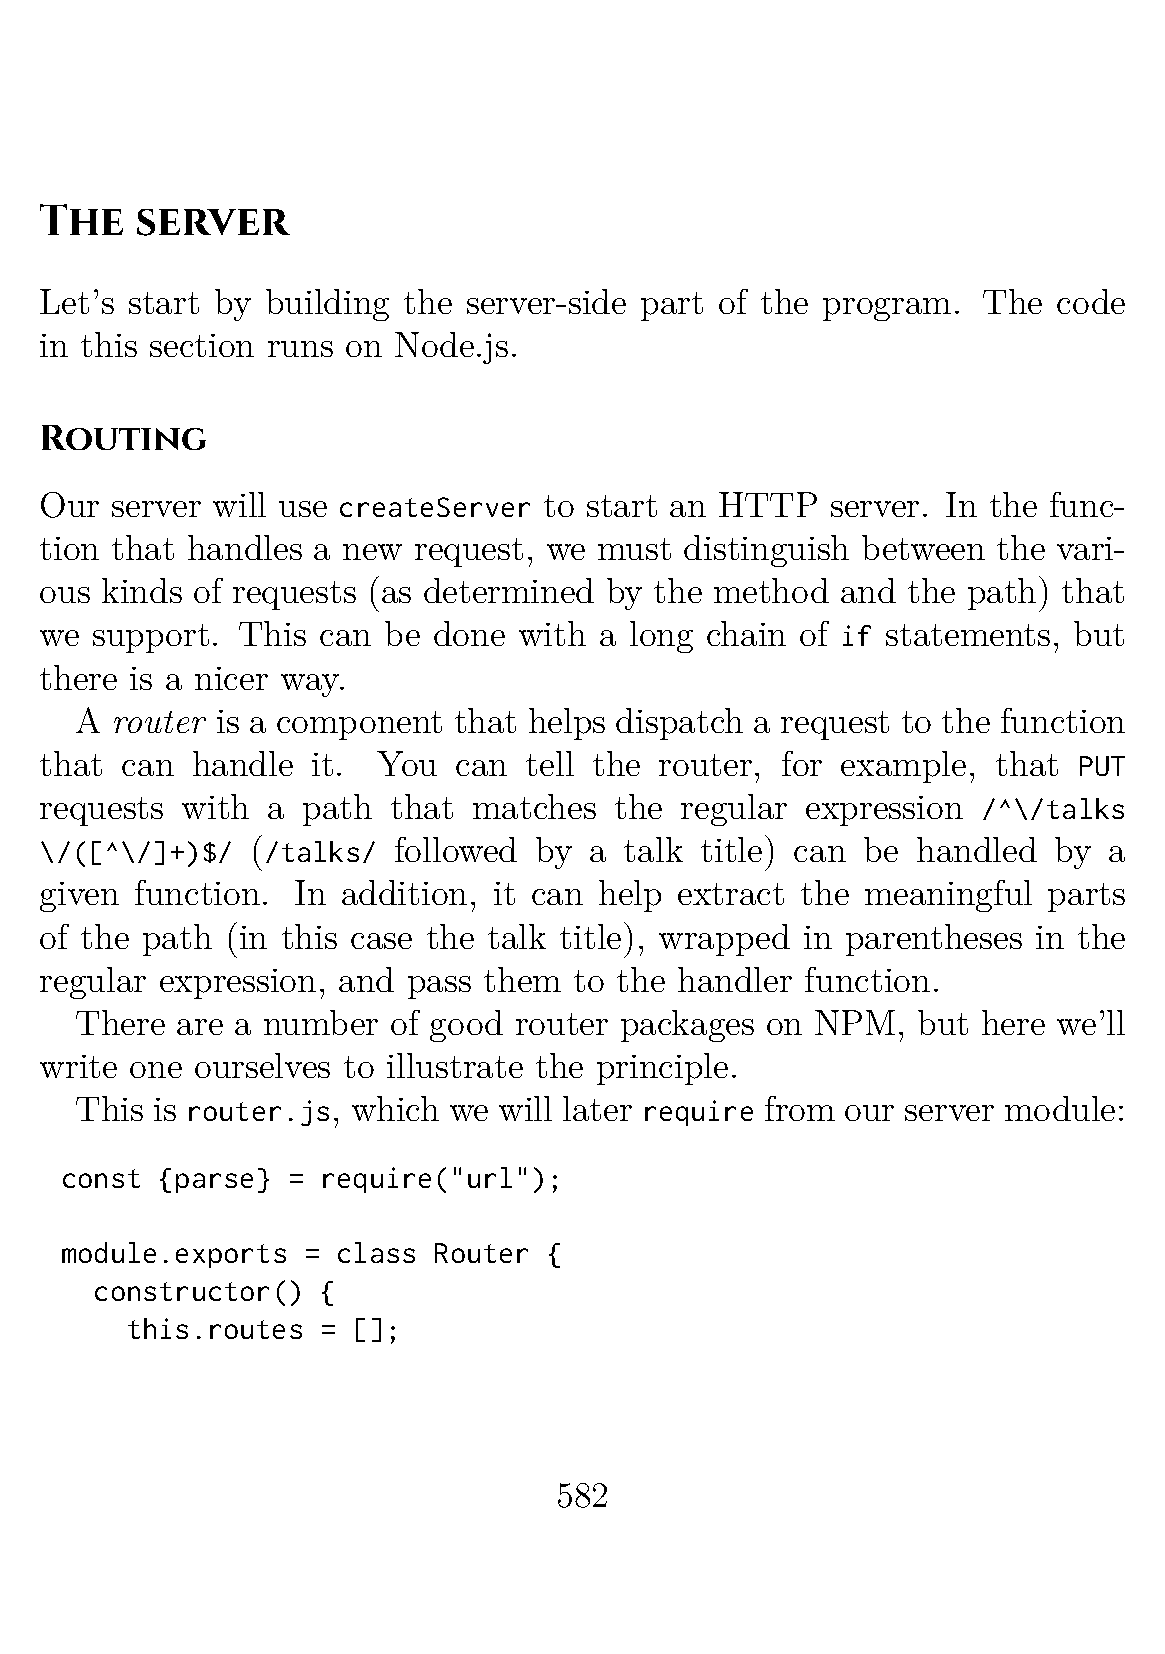 The server
Let’s start by building the server-side part of the program. The code
in this section runs on Node.js.
Routing
Our server will use createServer to start an HTTP server. In the func-
tion that handles a new request, we must distinguish between the vari-
ous kinds of requests (as determined by the method and the path) that
we support. This can be done with a long chain of if statements, but
there is a nicer way.
A router is a component that helps dispatch a request to the function
that can handle it. You can tell the router, for example, that PUT
requests with a path that matches the regular expression /^\/talks
\/([^\/]+)$/ (/talks/ followed by a talk title) can be handled by a
given function. In addition, it can help extract the meaningful parts
of the path (in this case the talk title), wrapped in parentheses in the
regular expression, and pass them to the handler function.
There are a number of good router packages on NPM, but here we’ll
write one ourselves to illustrate the principle.
This is router.js, which we will later require from our server module:
const {parse} = require("url");
module.exports = class Router {
  constructor() {
    this.routes = [];
582